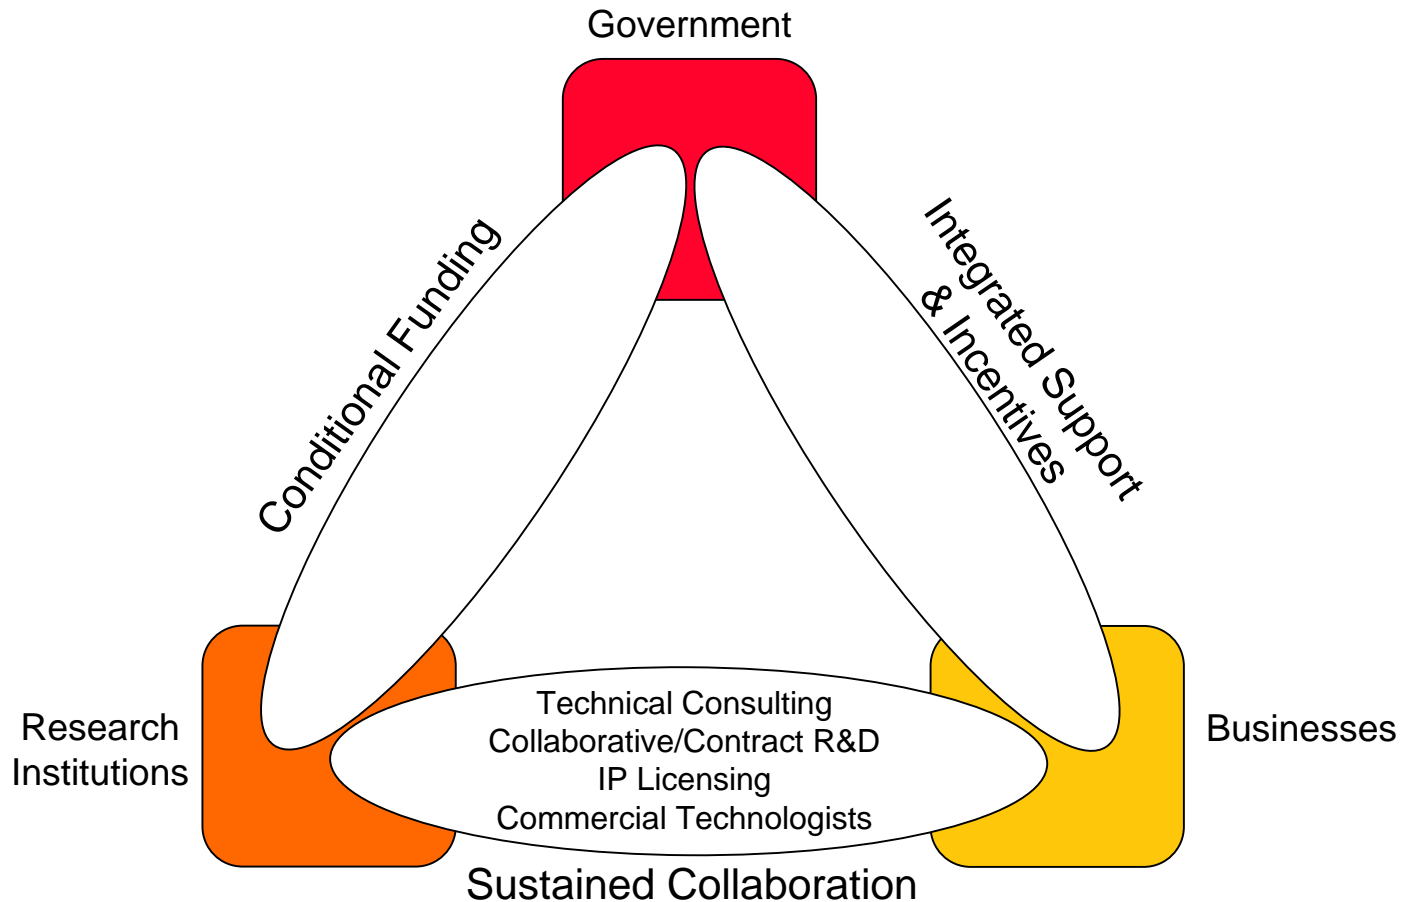 Government
Conditional Funding
Integrated Support
& Incentives
Research
Institutions
Technical Consulting
Collaborative/Contract R&D
IP Licensing
Commercial Technologists
Businesses
Sustained Collaboration